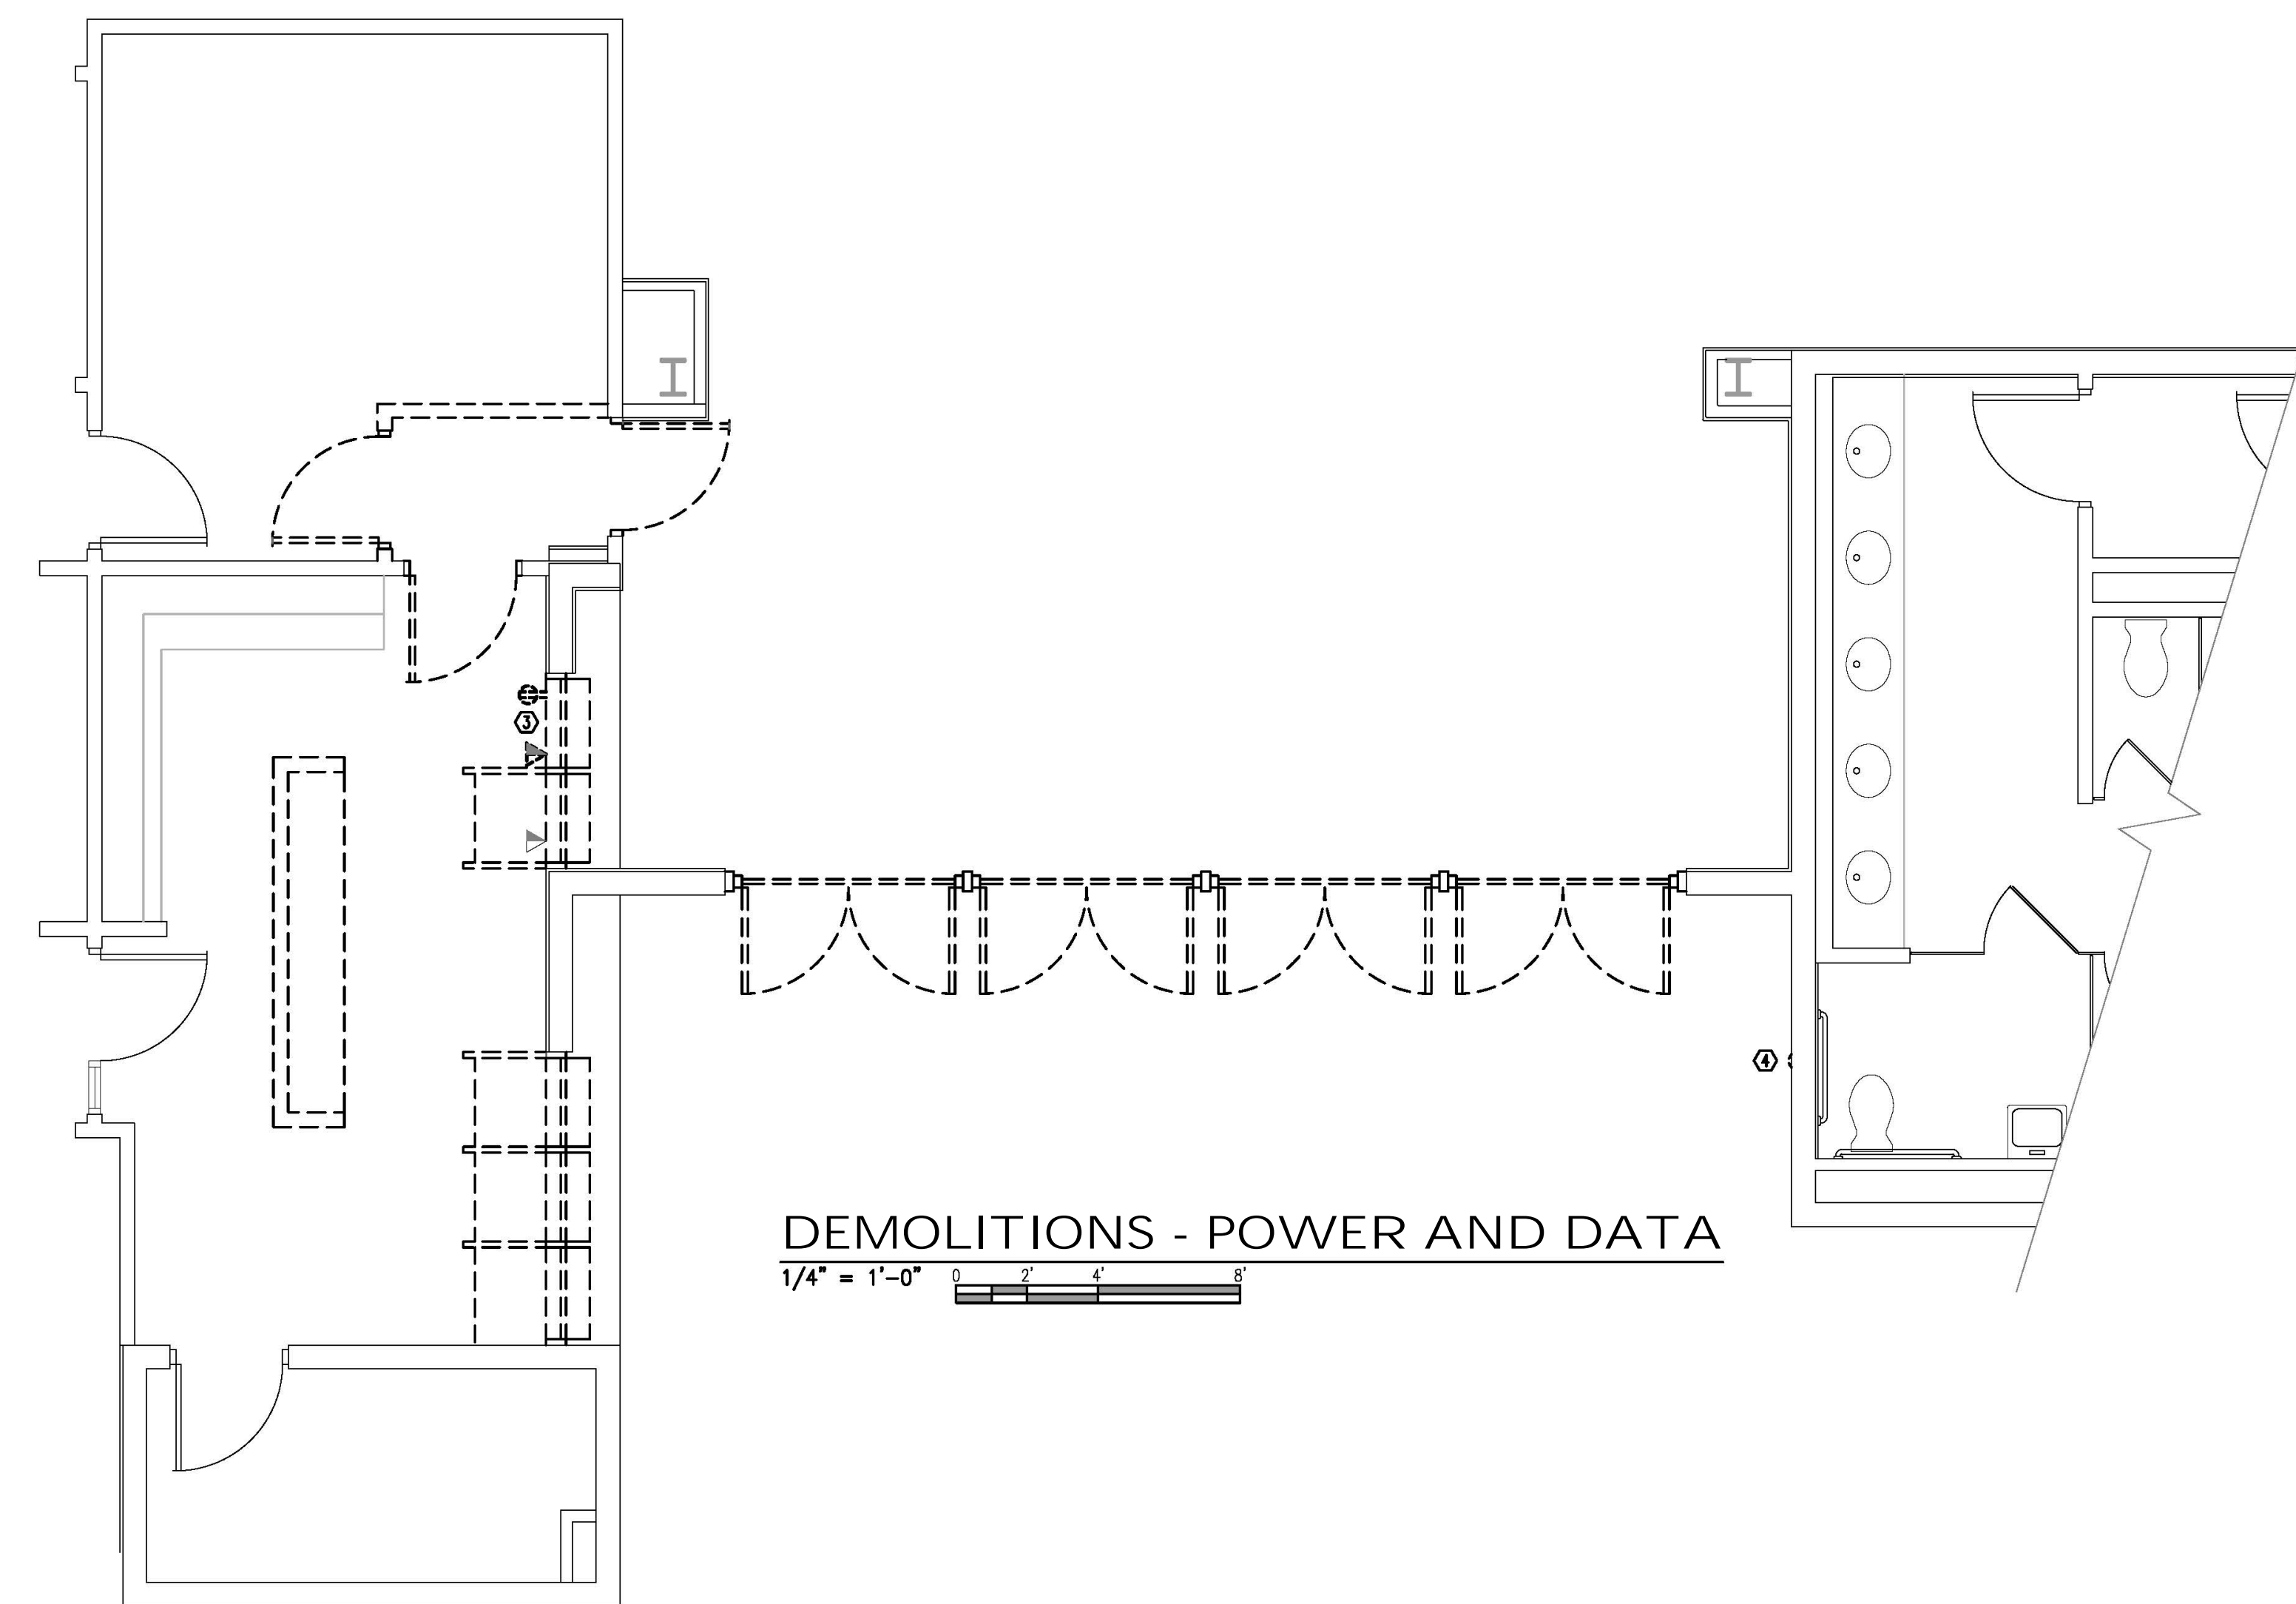 3
4
DEMOLITIONS - POWER AND DATA
1/4" = 1'-0" 0 2' 4' 8'